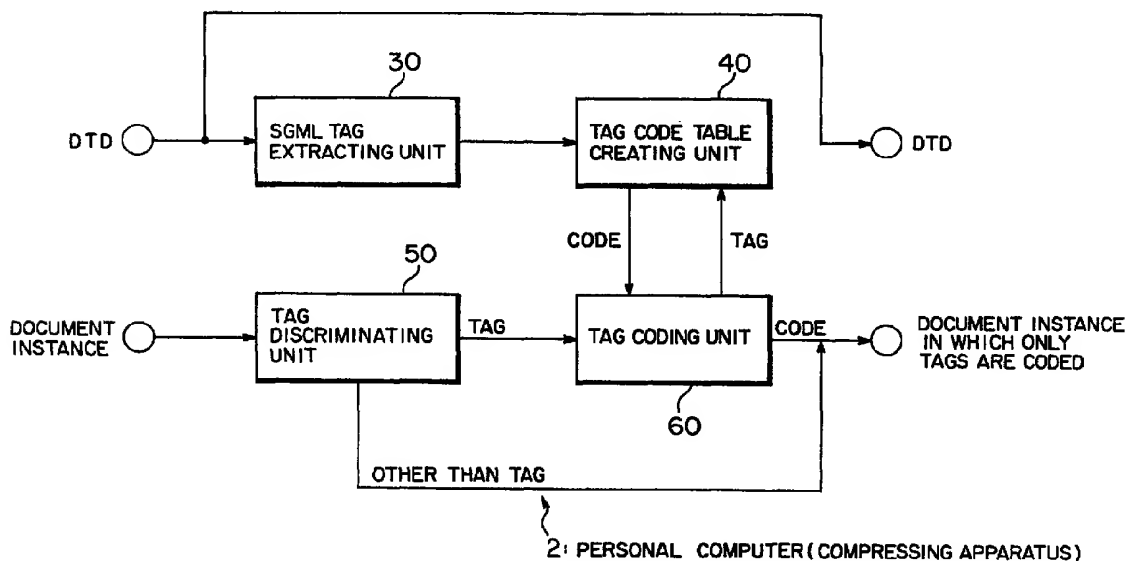 30
40
DTD
SGML TAG
EXTRACTING UNIT
TAG CODE TABLE
CREATING UNIT
DTD
CODE
TAG
50
DOCUMENT
INSTANCE
TAG
DISCRIMINATING
UNIT
TAG
TAG CODING UNIT
CODE
DOCUMENT INSTANCE
IN WHICH ONLY
TAGS ARE CODED
60
OTHER THAN TAG
2: PERSONAL COMPUTER (COMPRESSING APPARATUS)